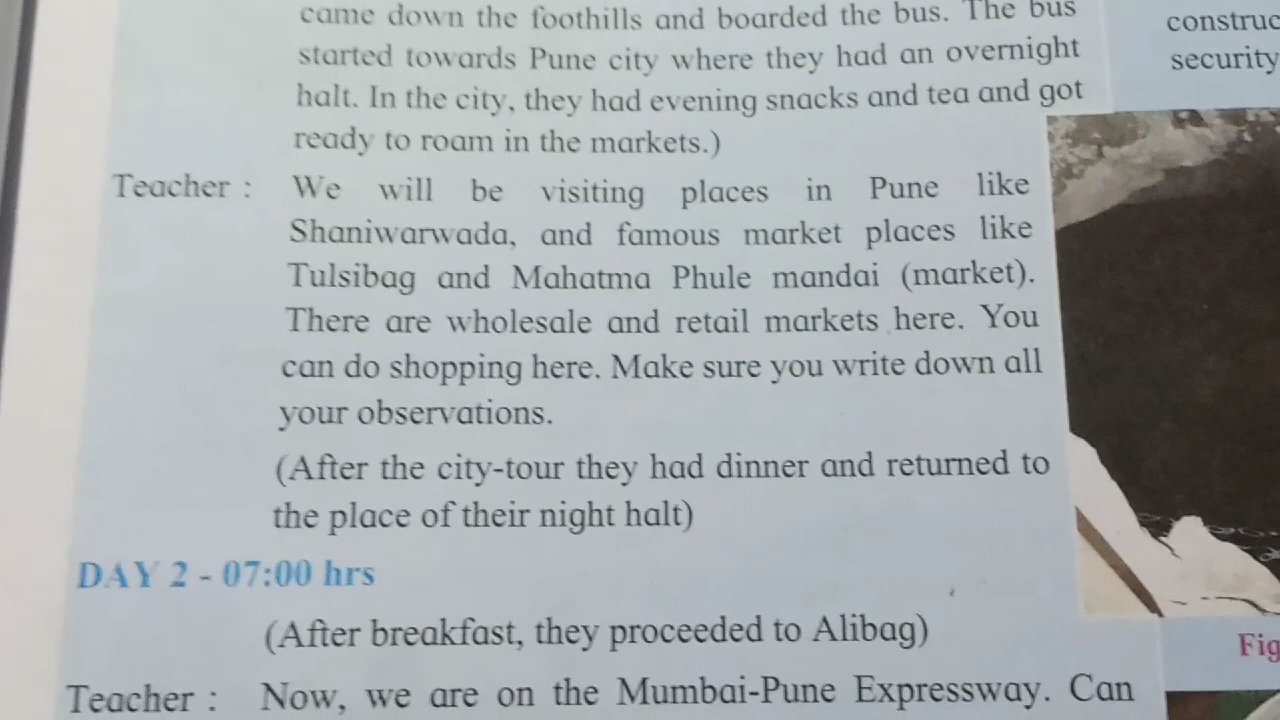 came down the foothills and boarded the bus. The bus
started towards Pune city where they had an overnight
halt. In the city, they had evening snacks and tea and got
ready to roam in the markets.)
Teacher : We will be visiting places in Pune like
Shaniwarwada, and famous market places like
Tulsibag and Mahatma Phule mandai (market).
There are wholesale and retail markets here. You
can do shopping here. Make sure you write down all
your observations.
(After the city-tour they had dinner and returned to
the place of their night halt)
DAY 2 - 07:00 hrs
(After breakfast, they proceeded to Alibag)
Teacher : Now, we are on the Mumbai-Pune Expressway. Can
security